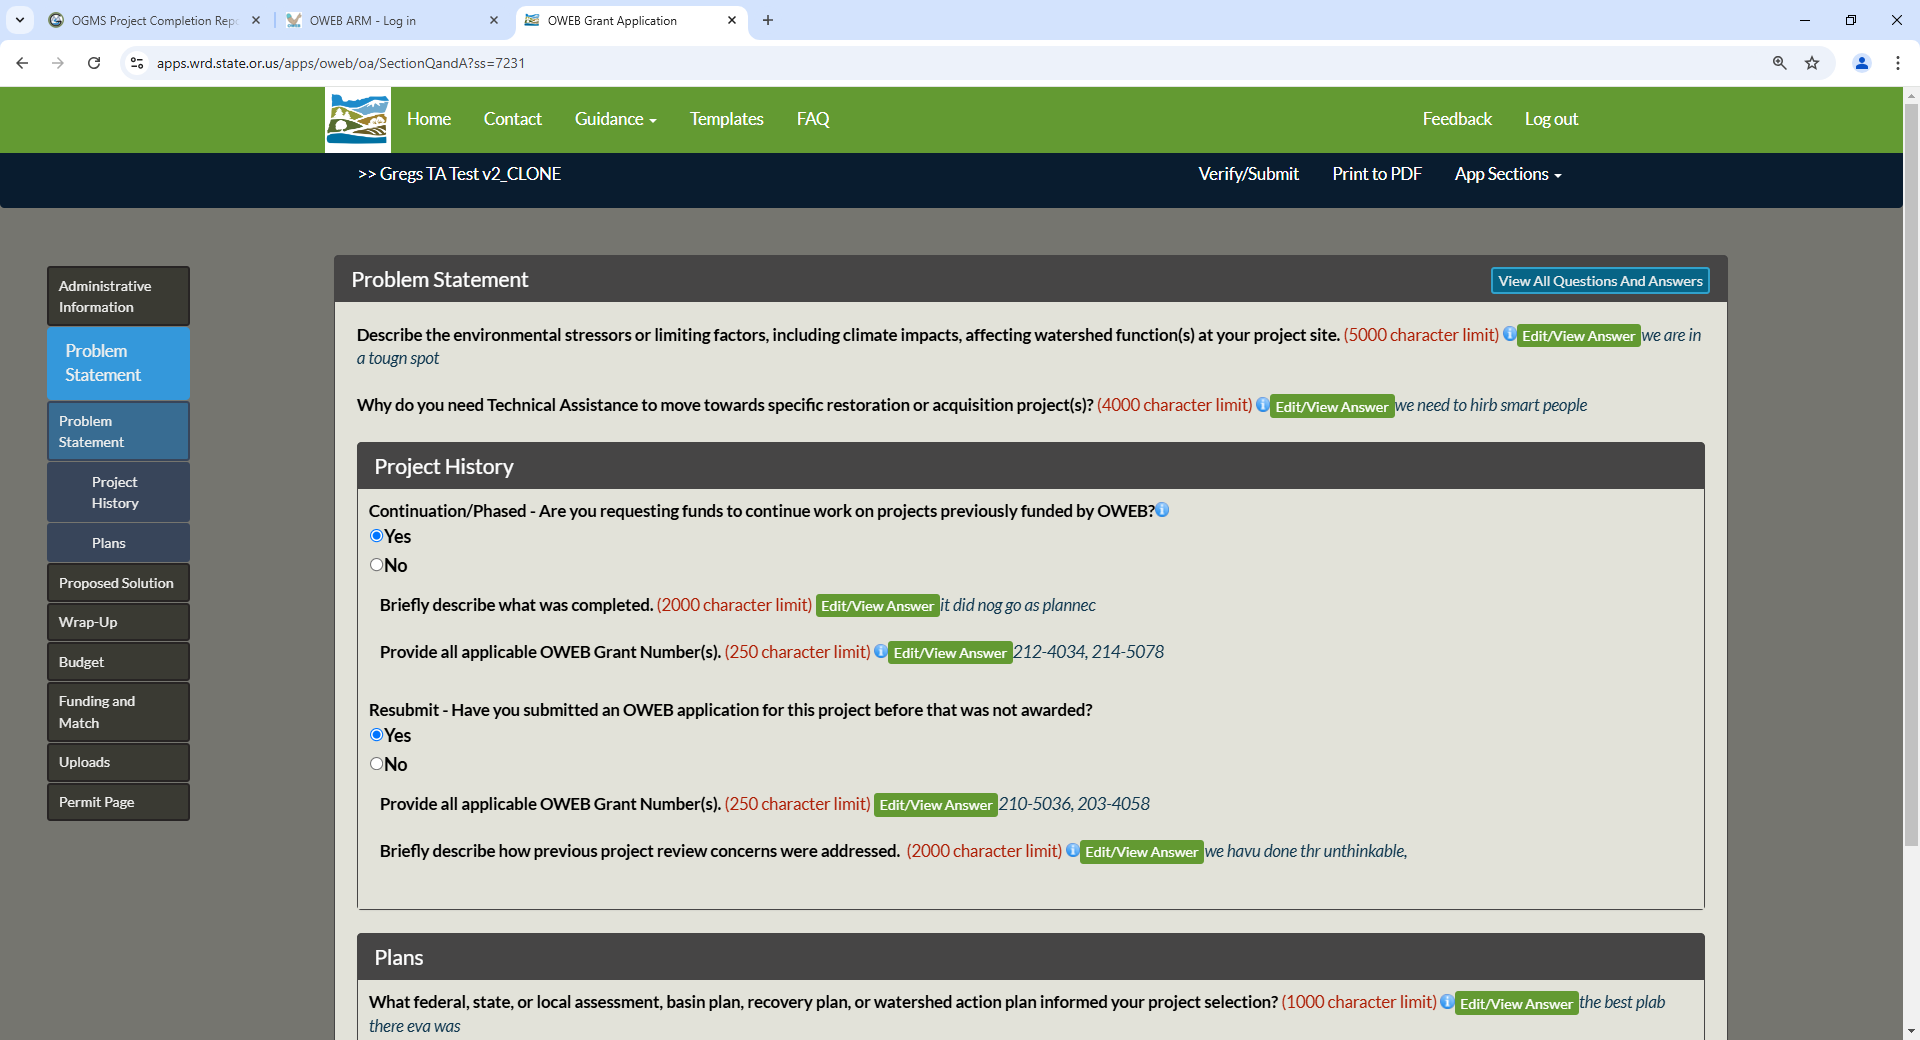 OGMS Project Completion Repo
OWEB ARM - Log in
OWEB Grant Application
apps.wrd.state.or.us/apps/oweb/oa/SectionQandA?ss=7231
Home Contact Guidance Templates FAQ Feedback Log out
>> Gregs TA Test v2_CLONE Verify/Submit Print to PDF App Sections
Administrative
Information
Problem
Statement
Problem
Statement
Project
History
Plans
Proposed Solution
Wrap-Up
Budget
Funding and
Match
Uploads
Permit Page
Problem Statement View All Questions And Answers
Describe the environmental stressors or limiting factors, including climate impacts, affecting watershed function(s) at your project site. (5000 character limit) Edit/View Answer we are in
a tougn spot
Why do you need Technical Assistance to move towards specific restoration or acquisition project(s)? (4000 character limit) Edit/View Answer we need to hirb smart people
Project History
Continuation/Phased - Are you requesting funds to continue work on projects previously funded by OWEB?
Yes
No
Briefly describe what was completed. (2000 character limit) Edit/View Answer it did nog go as plannec
Provide all applicable OWEB Grant Number(s). (250 character limit) Edit/View Answer 212-4034, 214-5078
Resubmit - Have you submitted an OWEB application for this project before that was not awarded?
Yes
No
Provide all applicable OWEB Grant Number(s). (250 character limit) Edit/View Answer 210-5036, 203-4058
Briefly describe how previous project review concerns were addressed. (2000 character limit) Edit/View Answer we havu done thr unthinkable,
Plans
What federal, state, or local assessment, basin plan, recovery plan, or watershed action plan informed your project selection? (1000 character limit) Edit/View Answer the best plab
there eva was